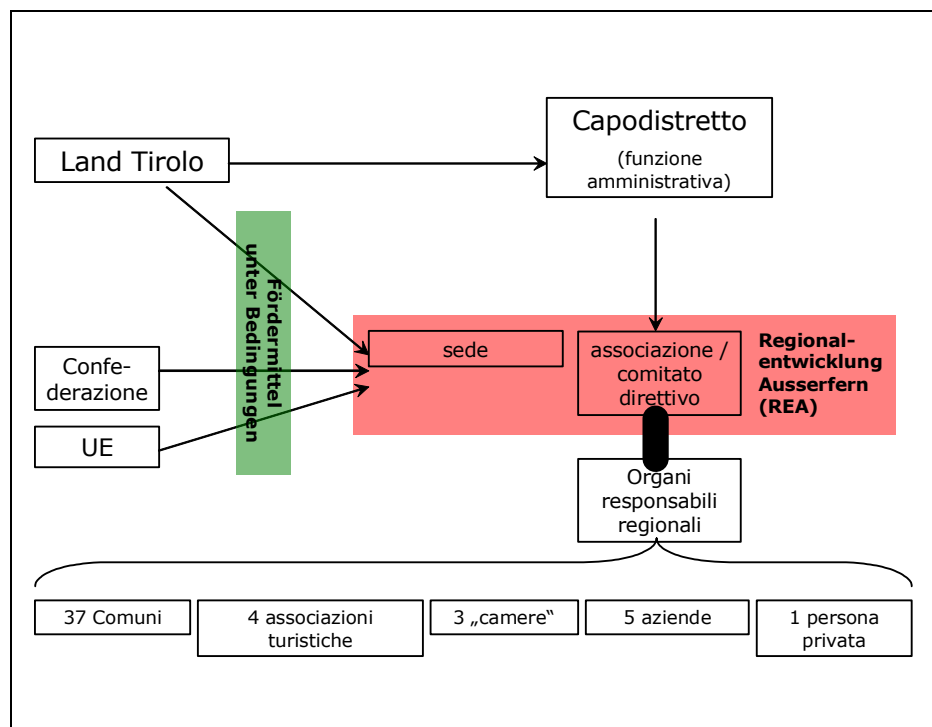 Capodistretto
(funzione
amministrativa)
Land Tirolo
Fördermittel
unter Bedingungen
sede
associazione /
comitato
direttivo
Regional-
entwicklung
Ausserfern
(REA)
Confe-
derazione
UE
Organi
responsabili
regionali
37 Comuni
4 associazioni
turistiche
3 „camere“
5 aziende
1 persona
privata